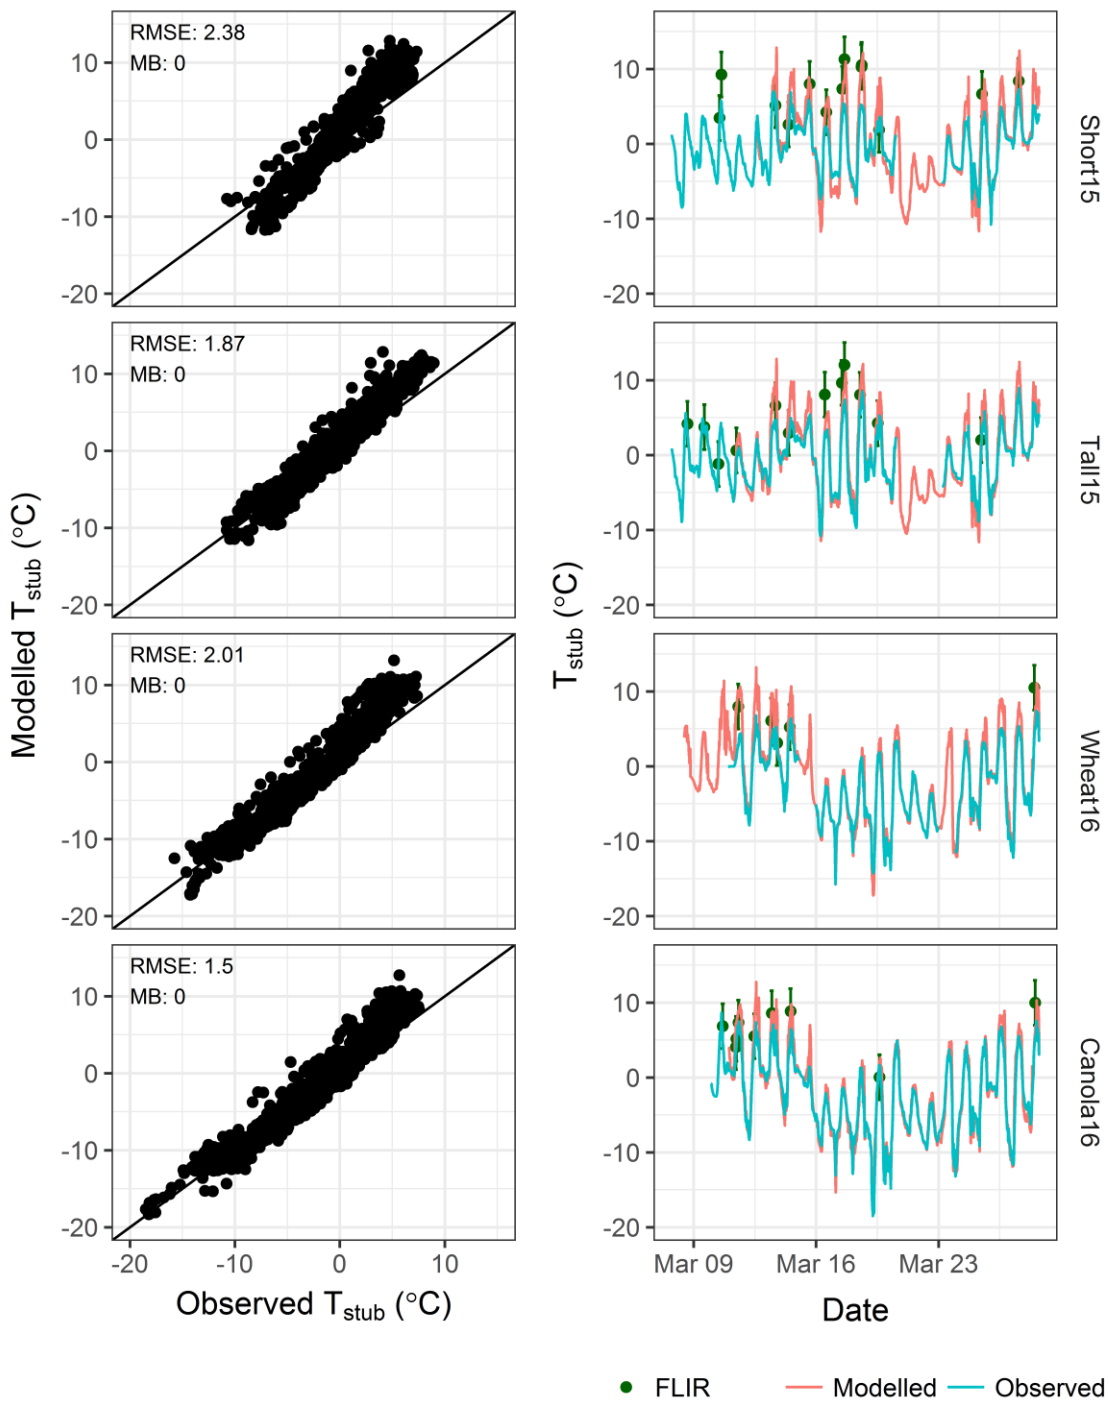 RMSE: 2.38
MB: 0
10
0
-10
-20
10
0
-10
-20
Short15
RMSE: 1.87
MB: 0
10
0
-10
-20
10
0
-10
-20
Tall15
RMSE: 2.01
MB: 0
10
0
-10
-20
10
0
-10
-20
Wheat16
RMSE: 1.5
MB: 0
10
0
-10
-20
10
0
-10
-20
Canola16
Modelled Tstub (°C)
Tstub (°C)
-20 -10 0 10
Mar 09 Mar 16 Mar 23
Observed Tstub (°C)
Date
FLIR Modelled Observed